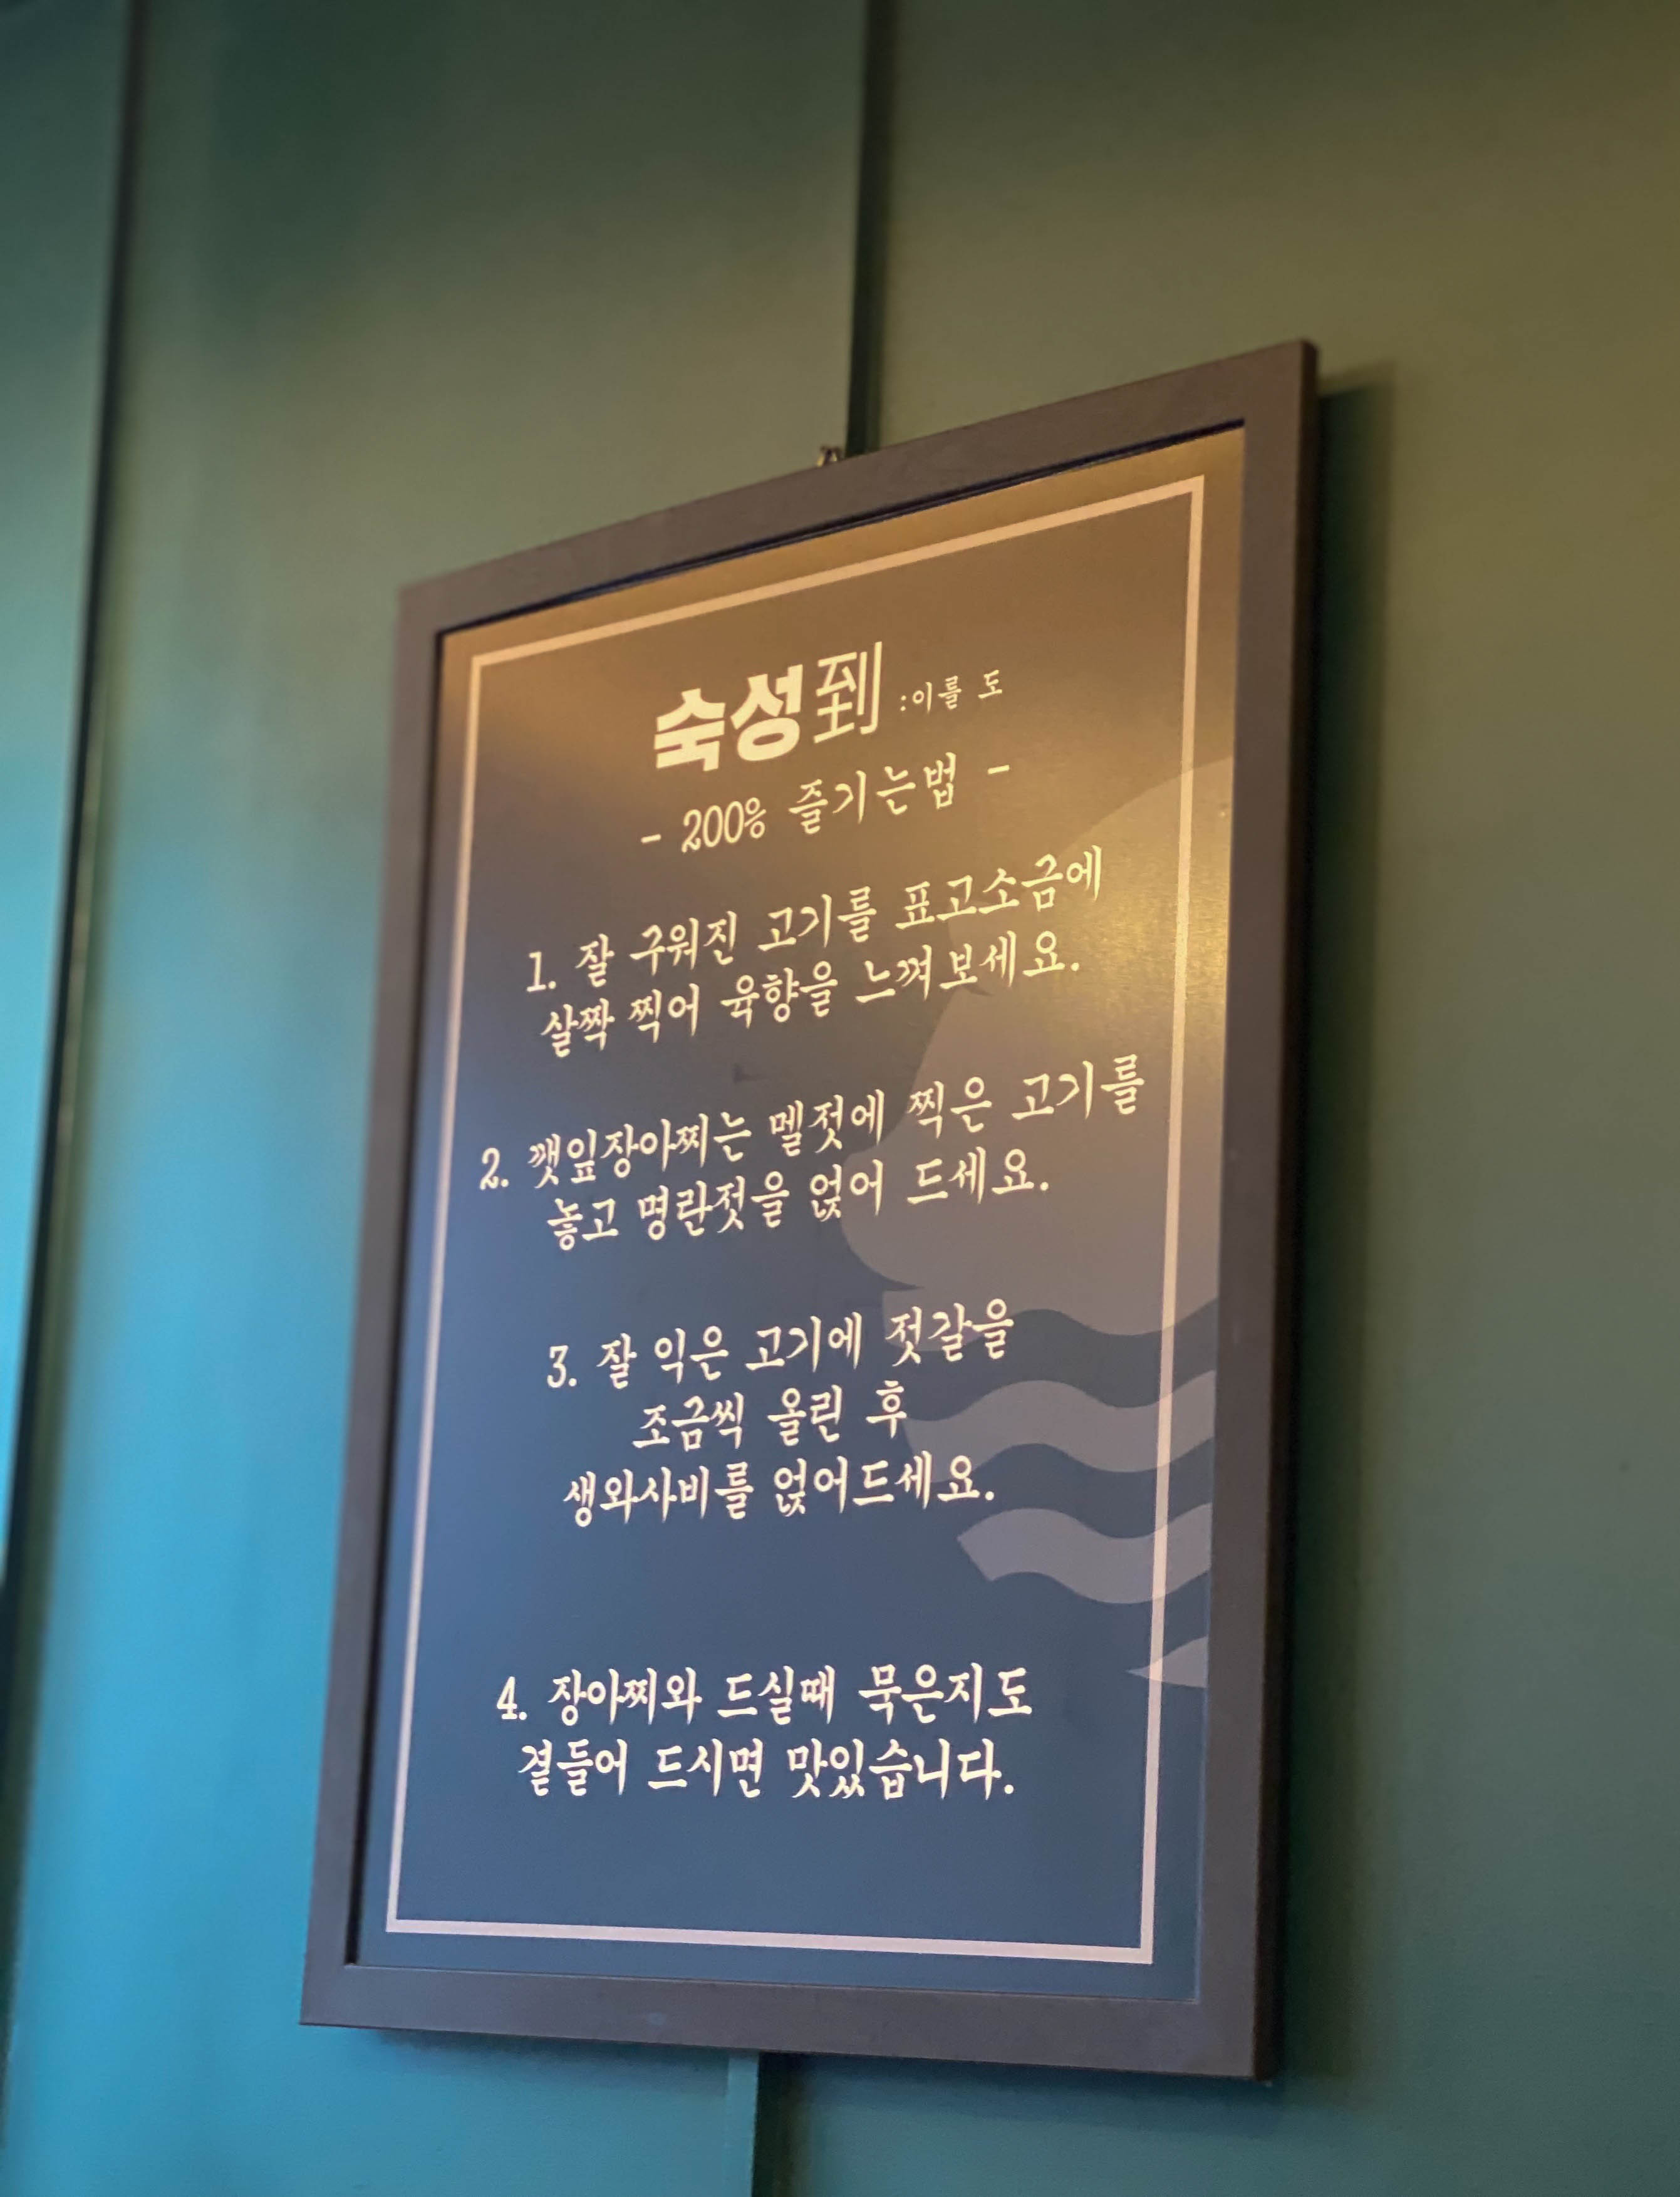 숙성到 :이를 도
- 200% 즐기는법 -
1. 잘 구워진 고기를 표고소금에
살짝 찍어 육향을 느껴보세요.
2. 깻잎장아찌는 멜젓에 찍은 고기를
놓고 명란젓을 얹어 드세요.
3. 잘 익은 고기에 젓갈을
조금씩 올린 후
생와사비를 얹어드세요.
4. 장아찌와 드실때 묵은지도
곁들어 드시면 맛있습니다.